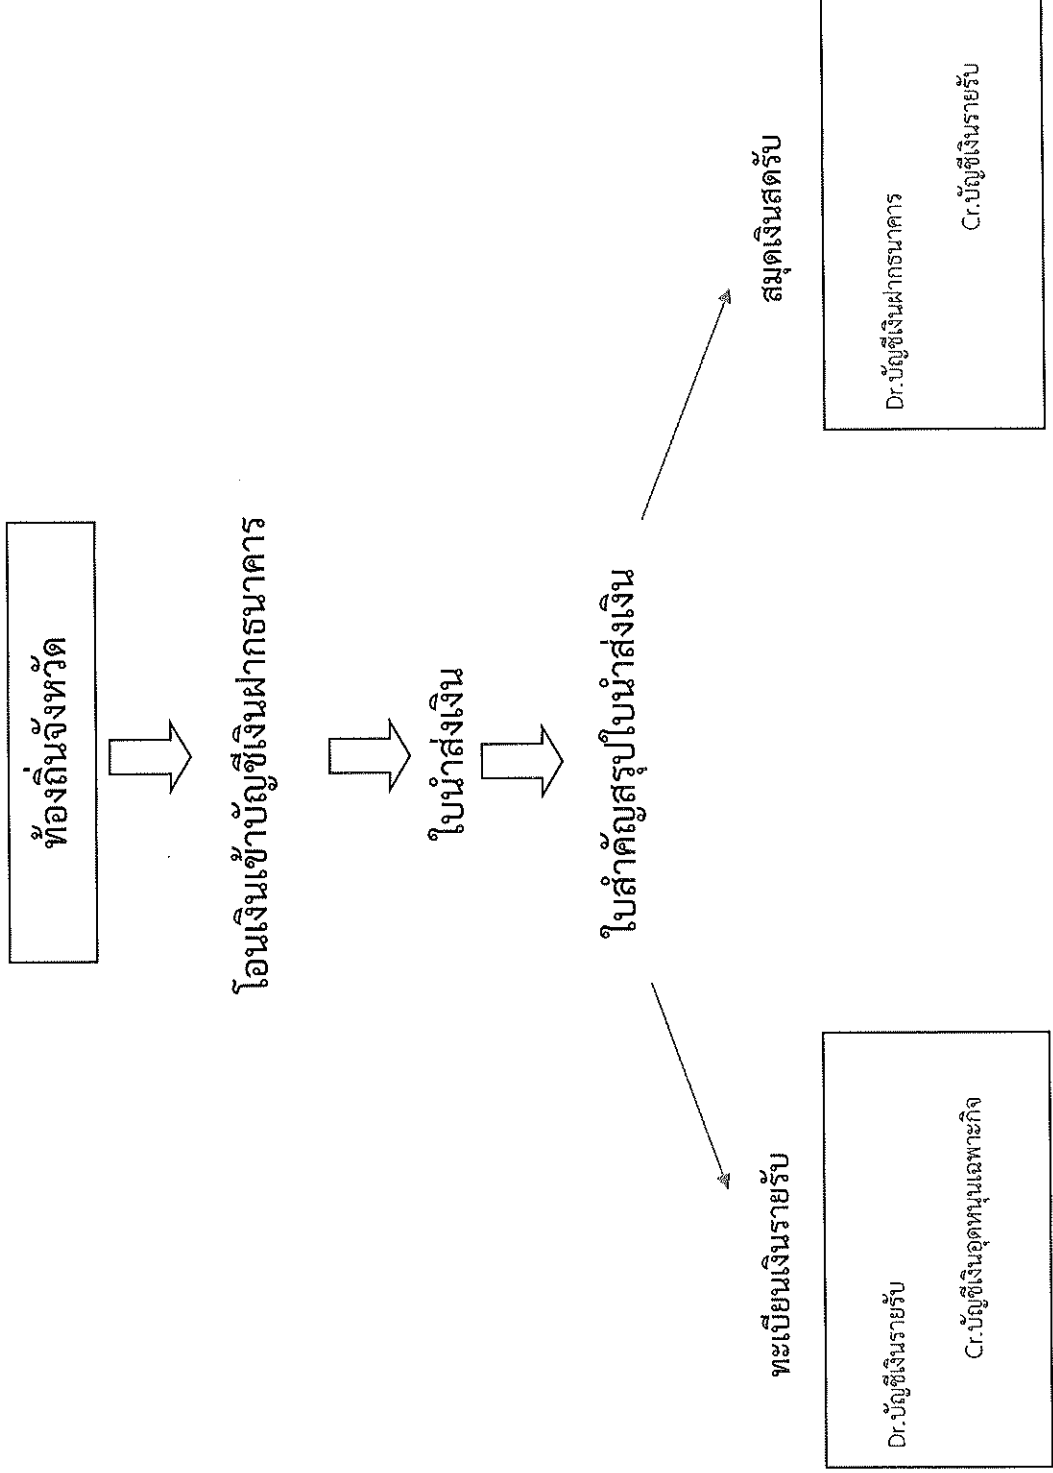 ท้องถิ่นจังหวัด
โอนเงินเข้าบัญชีเงินฝากธนาคาร
ใบนำส่งเงิน
ใบสำคัญสรุปใบนำส่งเงิน
ทะเบียนเงินรายรับ
Dr.บัญชีเงินรายรับ
Cr.บัญชีเงินอุดหนุนเฉพาะกิจ
สมุดเงินสดรับ
Dr.บัญชีเงินฝากธนาคาร
Cr.บัญชีเงินรายรับ